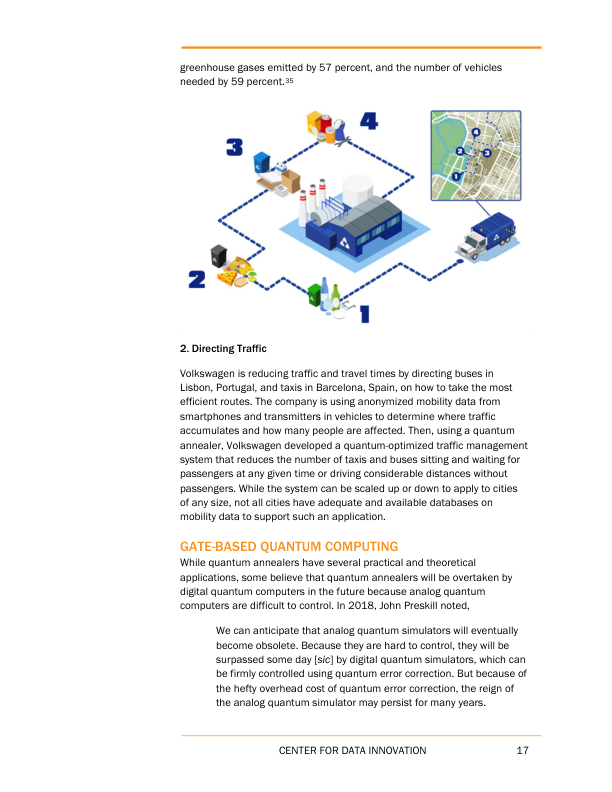 greenhouse gases emitted by 57 percent, and the number of vehicles
needed by 59 percent.35
4
3
4
2
3
1
2
1
2. Directing Traffic
Volkswagen is reducing traffic and travel times by directing buses in
Lisbon, Portugal, and taxis in Barcelona, Spain, on how to take the most
efficient routes. The company is using anonymized mobility data from
smartphones and transmitters in vehicles to determine where traffic
accumulates and how many people are affected. Then, using a quantum
annealer, Volkswagen developed a quantum-optimized traffic management
system that reduces the number of taxis and buses sitting and waiting for
passengers at any given time or driving considerable distances without
passengers. While the system can be scaled up or down to apply to cities
of any size, not all cities have adequate and available databases on
mobility data to support such an application.
GATE-BASED QUANTUM COMPUTING
While quantum annealers have several practical and theoretical
applications, some believe that quantum annealers will be overtaken by
digital quantum computers in the future because analog quantum
computers are difficult to control. In 2018, John Preskill noted,
We can anticipate that analog quantum simulators will eventually
become obsolete. Because they are hard to control, they will be
surpassed some day [sic] by digital quantum simulators, which can
be firmly controlled using quantum error correction. But because of
the hefty overhead cost of quantum error correction, the reign of
the analog quantum simulator may persist for many years.
CENTER FOR DATA INNOVATION 17